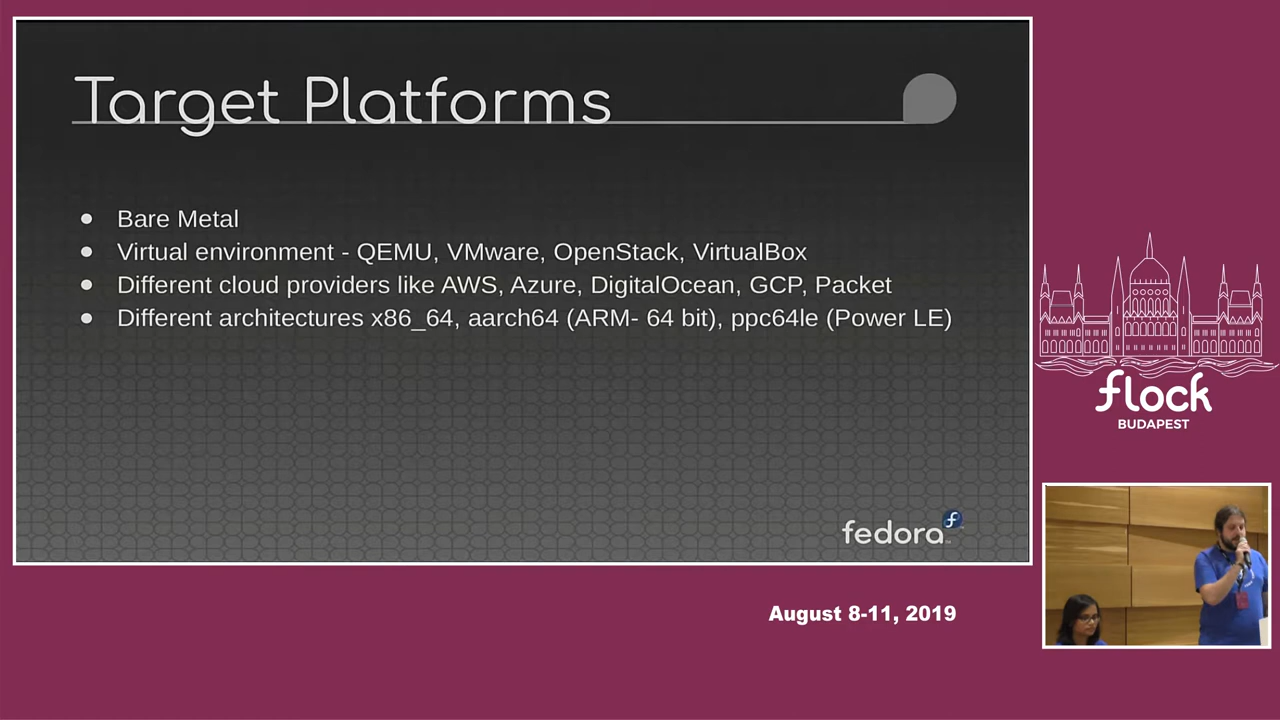 Target Platforms
● Bare Metal
● Virtual environment - QEMU, VMware, OpenStack, VirtualBox
● Different cloud providers like AWS, Azure, DigitalOcean, GCP, Packet
● Different architectures x86_64, aarch64 (ARM- 64 bit), ppc64le (Power LE)
fedora
flock
BUDAPEST
August 8-11, 2019